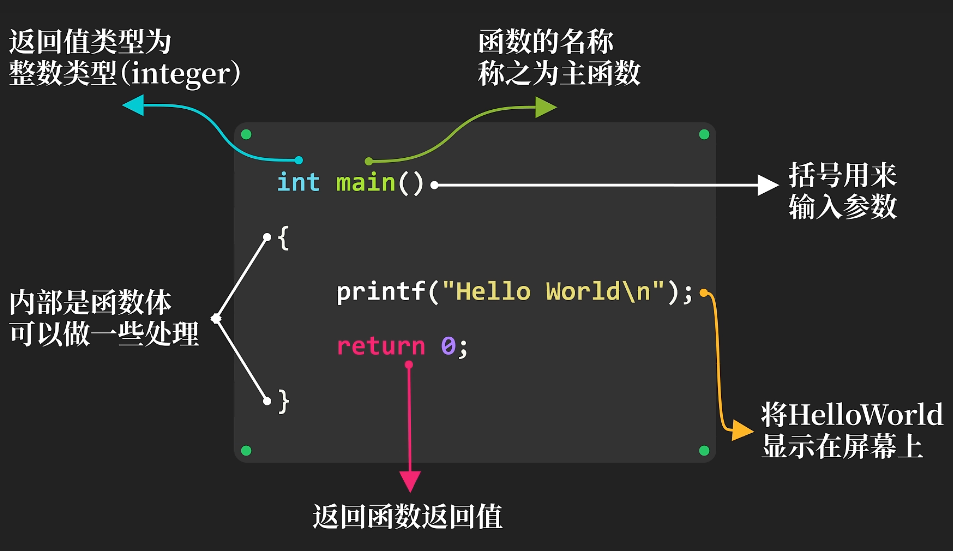 返回值类型为
整数类型(integer)
函数的名称
称之为主函数
int main()
括号用来
输入参数
{
printf("Hello World\n");
内部是函数体
可以做一些处理
return 0;
}
将HelloWorld
显示在屏幕上
返回函数返回值